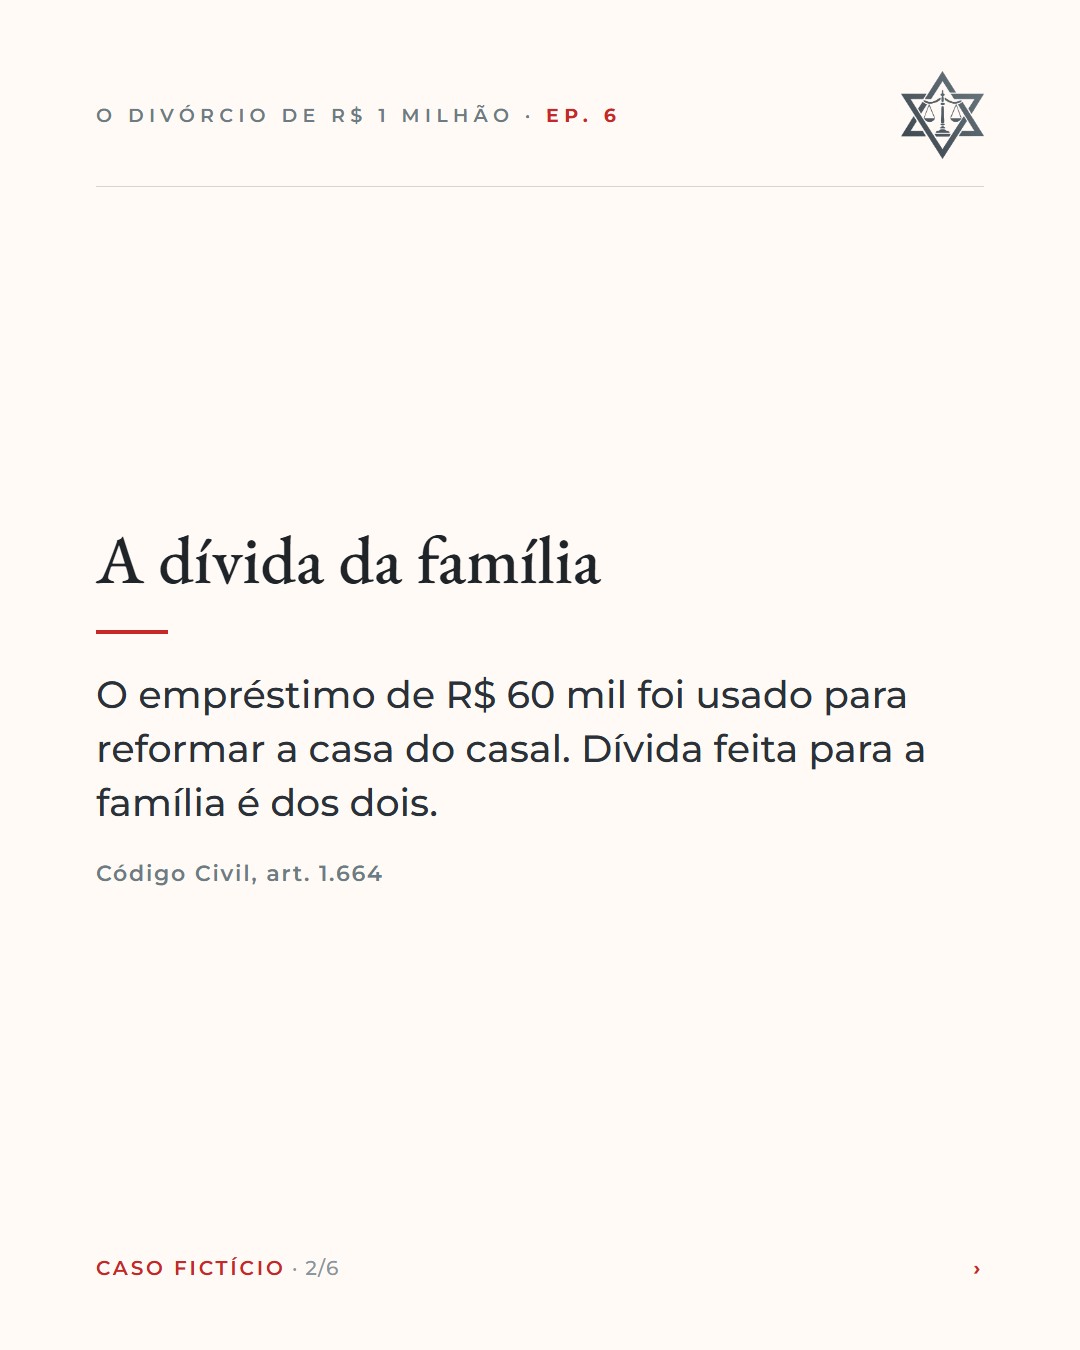 O DIVÓRCIO DE R$ 1 MILHÃO · EP. 6
A dívida da família
O empréstimo de R$ 60 mil foi usado para
reformar a casa do casal. Dívida feita para a
família é dos dois.
Código Civil, art. 1.664
CASO FICTÍCIO · 2/6 ›